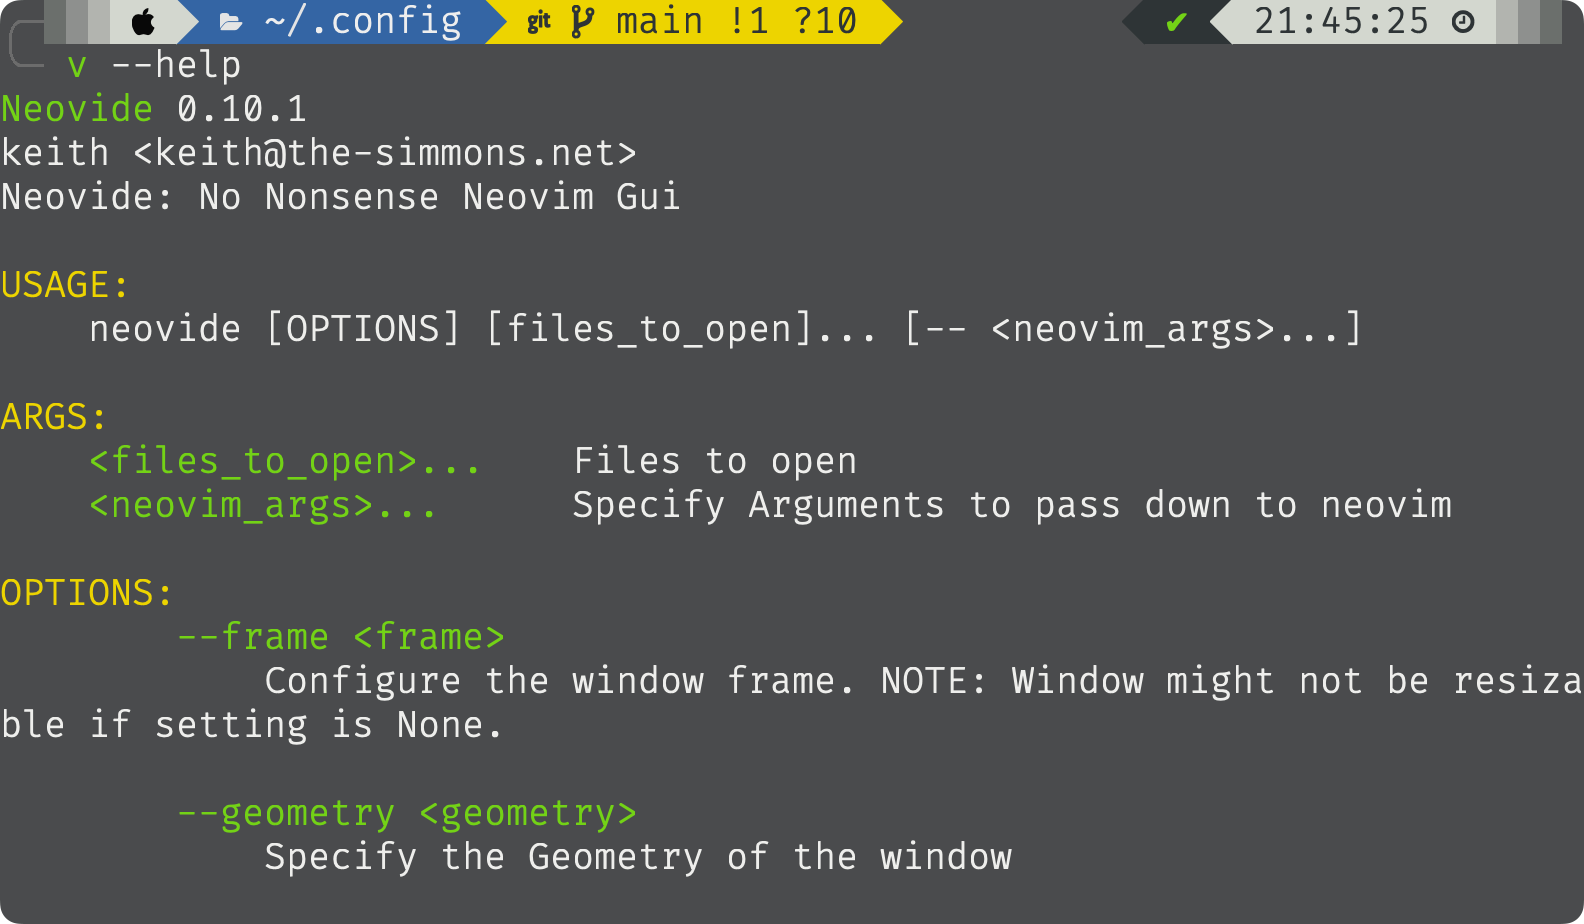 ~/.config git main !1 ?10 ✔ 21:45:25
v --help
Neovide 0.10.1
keith <keith@the-simmons.net>
Neovide: No Nonsense Neovim Gui
USAGE:
neovide [OPTIONS] [files_to_open]... [-- <neovim_args>...]
ARGS:
<files_to_open>... Files to open
<neovim_args>... Specify Arguments to pass down to neovim
OPTIONS:
--frame <frame>
Configure the window frame. NOTE: Window might not be resiza
ble if setting is None.
--geometry <geometry>
Specify the Geometry of the window